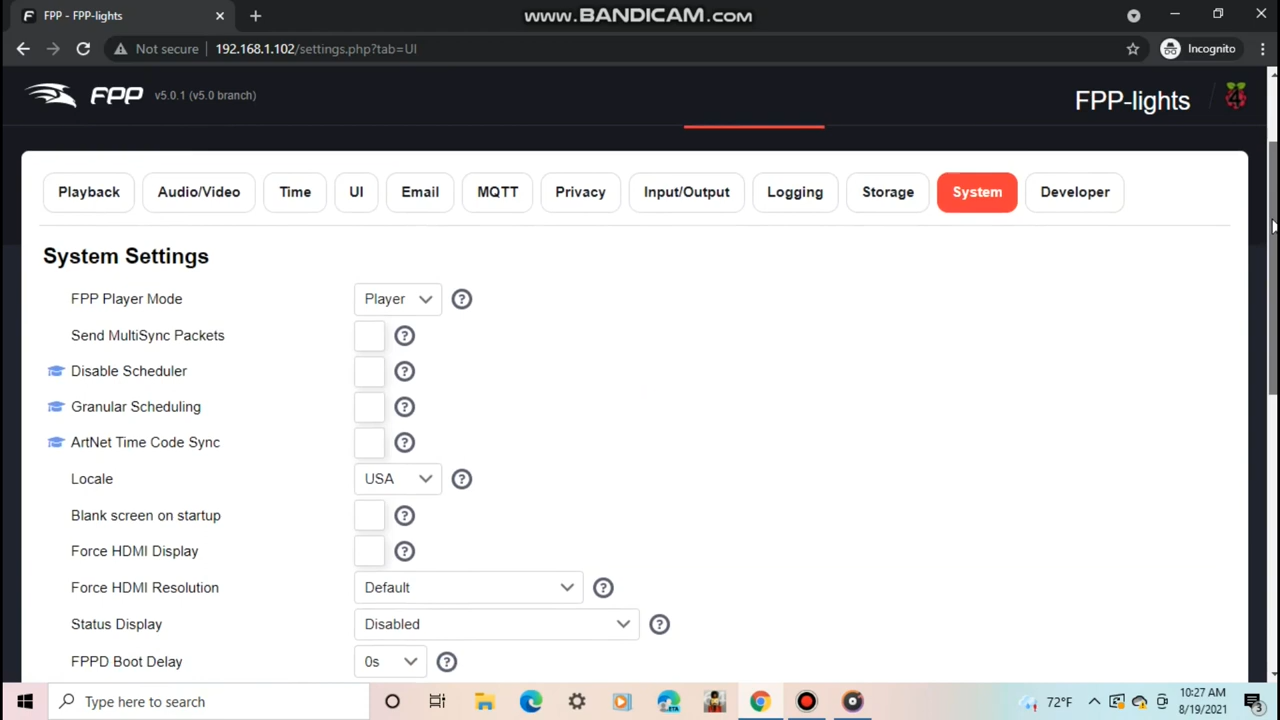 FPP - FPP-lights
www.BANDICAM.com
Not secure 192.168.1.102/settings.php?tab=UI
Incognito
FPP v5.0.1 (v5.0 branch)
FPP-lights 4
Playback Audio/Video Time UI Email MQTT Privacy Input/Output Logging Storage System Developer
System Settings
FPP Player Mode Player ?
Send MultiSync Packets ?
Disable Scheduler ?
Granular Scheduling ?
ArtNet Time Code Sync ?
Locale USA ?
Blank screen on startup ?
Force HDMI Display ?
Force HDMI Resolution Default ?
Status Display Disabled ?
FPPD Boot Delay 0s ?
Type here to search
72°F
10:27 AM
8/19/2021
3